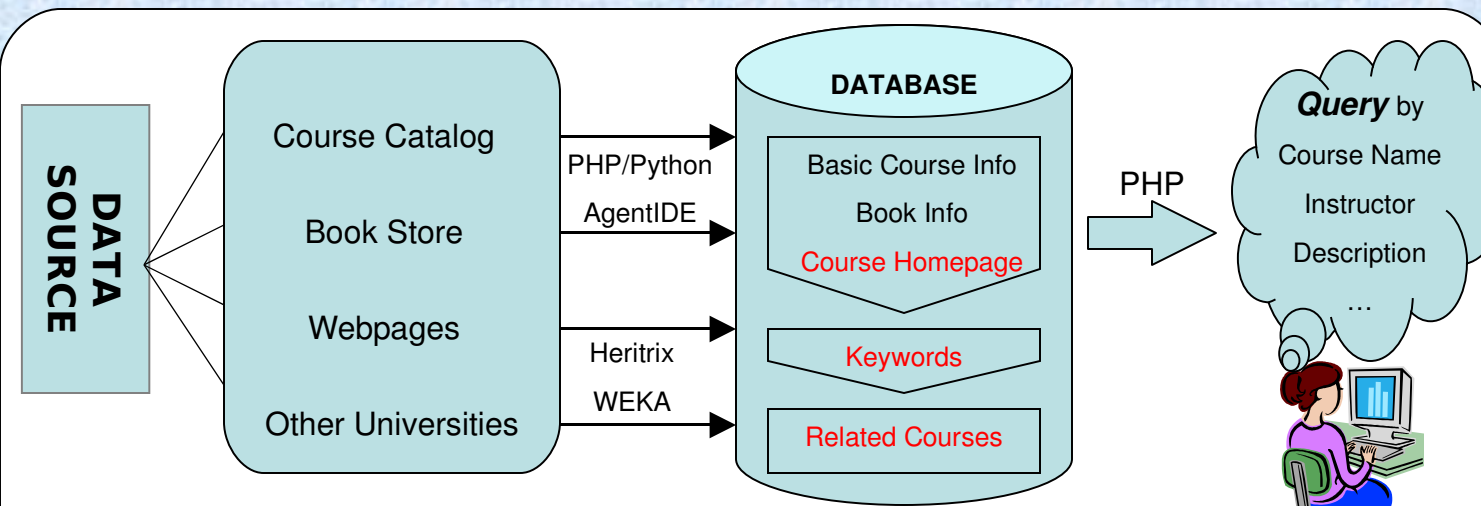 DATA
SOURCE
Course Catalog
Book Store
Webpages
Other Universities
PHP/Python
AgentIDE
Heritrix
WEKA
DATABASE
Basic Course Info
Book Info
Course Homepage
Keywords
Related Courses
PHP
Query by
Course Name
Instructor
Description
…